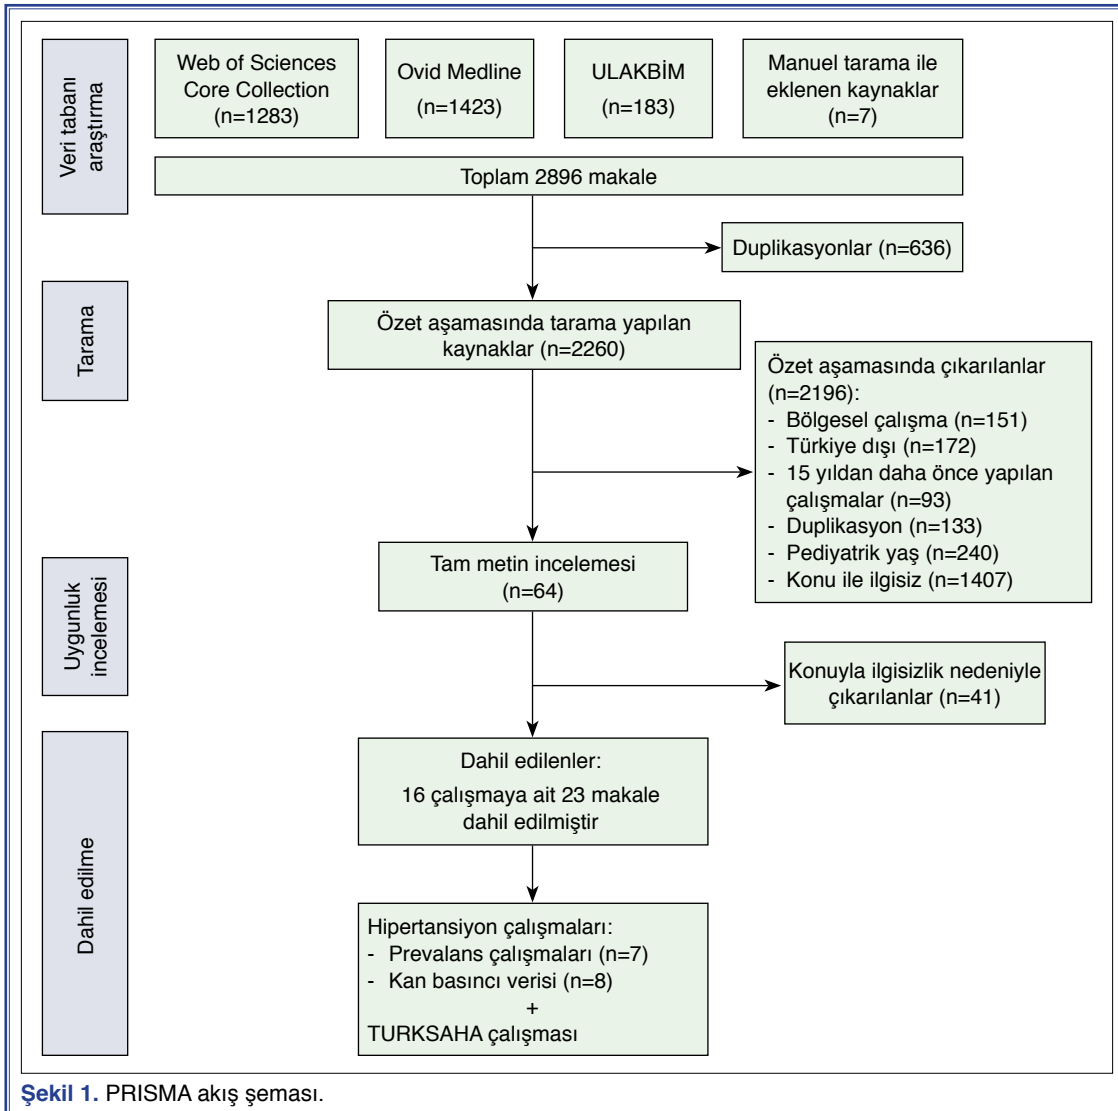 Veri tabanı
araştırma
Web of Sciences
Core Collection
(n=1283)
Ovid Medline
(n=1423)
ULAKBİM
(n=183)
Manuel tarama ile
eklenen kaynaklar
(n=7)
Toplam 2896 makale
Duplikasyonlar (n=636)
Tarama
Özet aşamasında tarama yapılan
kaynaklar (n=2260)
Özet aşamasında çıkarılanlar
(n=2196):
- Bölgesel çalışma (n=151)
- Türkiye dışı (n=172)
- 15 yıldan daha önce yapılan
çalışmalar (n=93)
- Duplikasyon (n=133)
- Pediyatrik yaş (n=240)
- Konu ile ilgisiz (n=1407)
Uygunluk
incelemesi
Tam metin incelemesi
(n=64)
Konuyla ilgisizlik nedeniyle
çıkarılanlar (n=41)
Dahil edilme
Dahil edilenler:
16 çalışmaya ait 23 makale
dahil edilmiştir
Hipertansiyon çalışmaları:
- Prevalans çalışmaları (n=7)
- Kan basıncı verisi (n=8)
+
TURKSAHA çalışması
Şekil 1. PRISMA akış şeması.